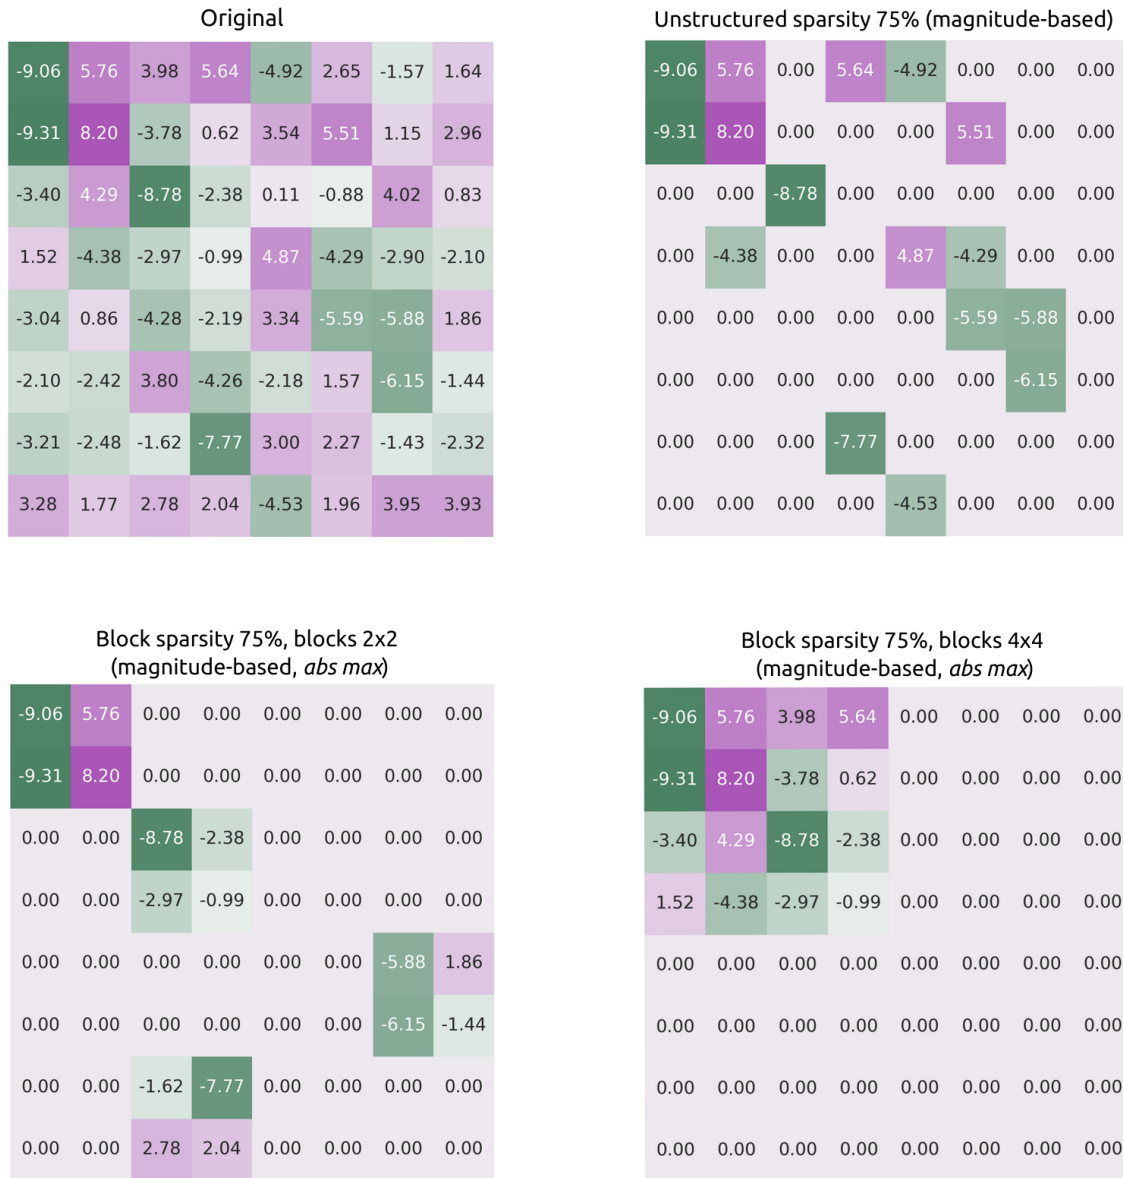 Original
-9.06 5.76 3.98 5.64 -4.92 2.65 -1.57 1.64
-9.31 8.20 -3.78 0.62 3.54 5.51 1.15 2.96
-3.40 4.29 -8.78 -2.38 0.11 -0.88 4.02 0.83
1.52 -4.38 -2.97 -0.99 4.87 -4.29 -2.90 -2.10
-3.04 0.86 -4.28 -2.19 3.34 -5.59 -5.88 1.86
-2.10 -2.42 3.80 -4.26 -2.18 1.57 -6.15 -1.44
-3.21 -2.48 -1.62 -7.77 3.00 2.27 -1.43 -2.32
3.28 1.77 2.78 2.04 -4.53 1.96 3.95 3.93
Unstructured sparsity 75% (magnitude-based)
-9.06 5.76 0.00 5.64 -4.92 0.00 0.00 0.00
-9.31 8.20 0.00 0.00 0.00 5.51 0.00 0.00
0.00 0.00 -8.78 0.00 0.00 0.00 0.00 0.00
0.00 -4.38 0.00 0.00 4.87 -4.29 0.00 0.00
0.00 0.00 0.00 0.00 0.00 -5.59 -5.88 0.00
0.00 0.00 0.00 0.00 0.00 0.00 -6.15 0.00
0.00 0.00 0.00 -7.77 0.00 0.00 0.00 0.00
0.00 0.00 0.00 0.00 -4.53 0.00 0.00 0.00
Block sparsity 75%, blocks 2x2
(magnitude-based, abs max)
-9.06 5.76 0.00 0.00 0.00 0.00 0.00 0.00
-9.31 8.20 0.00 0.00 0.00 0.00 0.00 0.00
0.00 0.00 -8.78 -2.38 0.00 0.00 0.00 0.00
0.00 0.00 -2.97 -0.99 0.00 0.00 0.00 0.00
0.00 0.00 0.00 0.00 0.00 0.00 -5.88 1.86
0.00 0.00 0.00 0.00 0.00 0.00 -6.15 -1.44
0.00 0.00 -1.62 -7.77 0.00 0.00 0.00 0.00
0.00 0.00 2.78 2.04 0.00 0.00 0.00 0.00
Block sparsity 75%, blocks 4x4
(magnitude-based, abs max)
-9.06 5.76 3.98 5.64 0.00 0.00 0.00 0.00
-9.31 8.20 -3.78 0.62 0.00 0.00 0.00 0.00
-3.40 4.29 -8.78 -2.38 0.00 0.00 0.00 0.00
1.52 -4.38 -2.97 -0.99 0.00 0.00 0.00 0.00
0.00 0.00 0.00 0.00 0.00 0.00 0.00 0.00
0.00 0.00 0.00 0.00 0.00 0.00 0.00 0.00
0.00 0.00 0.00 0.00 0.00 0.00 0.00 0.00
0.00 0.00 0.00 0.00 0.00 0.00 0.00 0.00